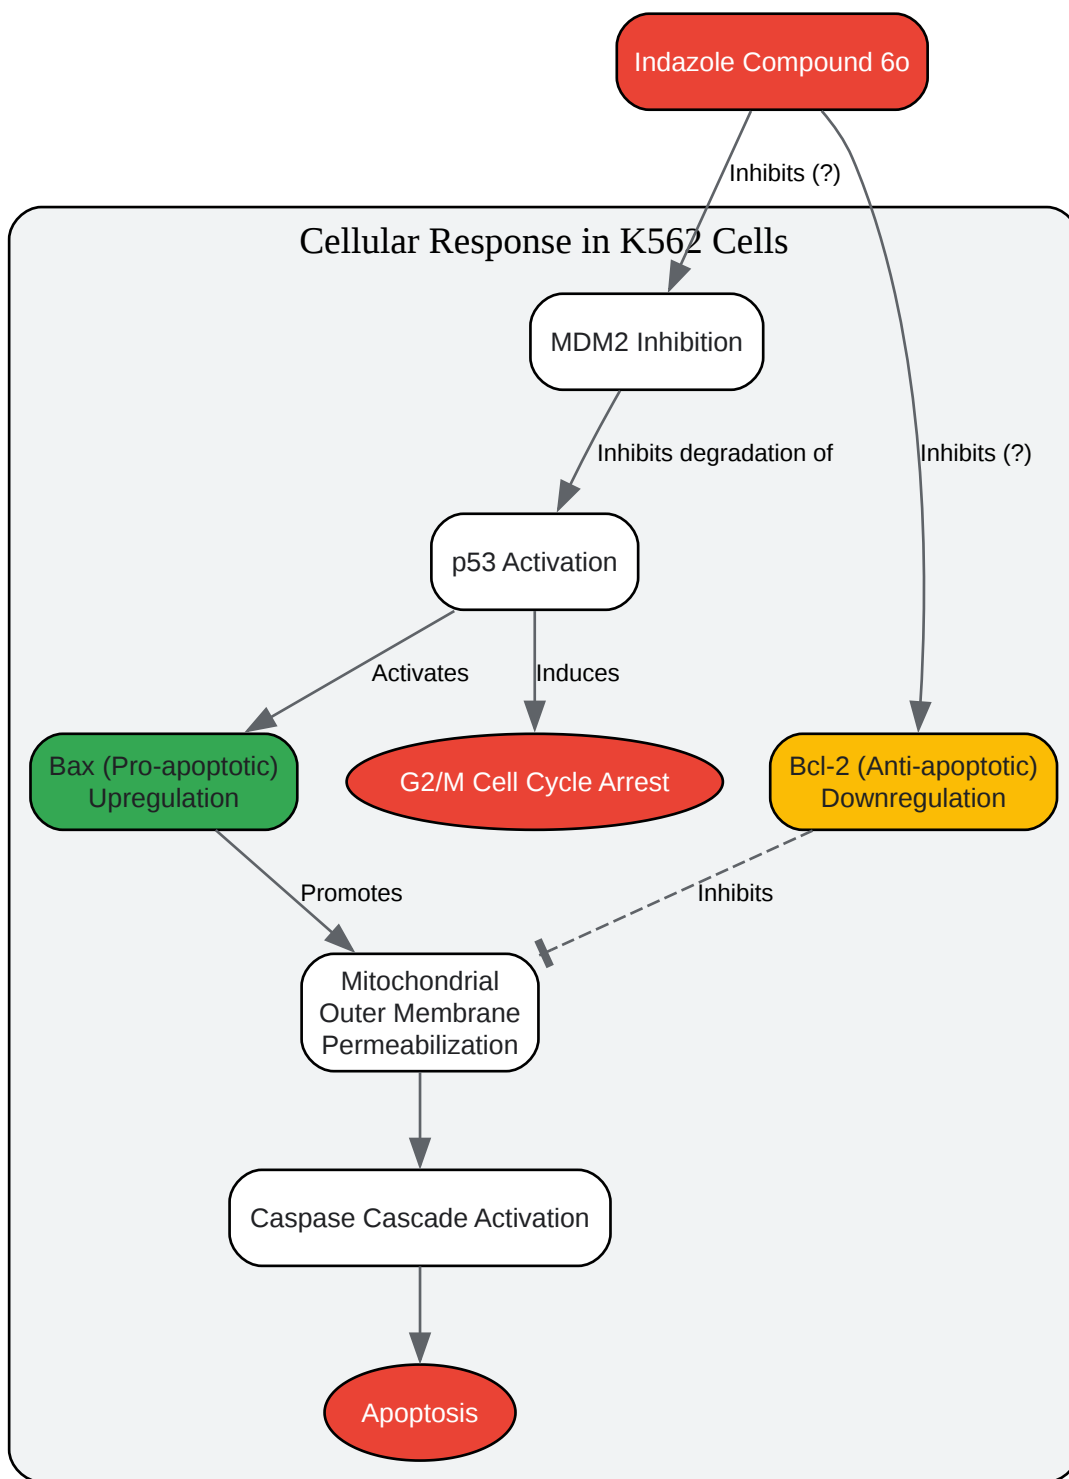 Indazole Compound 6o
Inhibits (?)
Cellular Response in K562 Cells
MDM2 Inhibition
Inhibits degradation of
Inhibits (?)
p53 Activation
Activates
Induces
Bax (Pro-apoptotic)
Upregulation
G2/M Cell Cycle Arrest
Bcl-2 (Anti-apoptotic)
Downregulation
Promotes
Inhibits
Mitochondrial
Outer Membrane
Permeabilization
Caspase Cascade Activation
Apoptosis